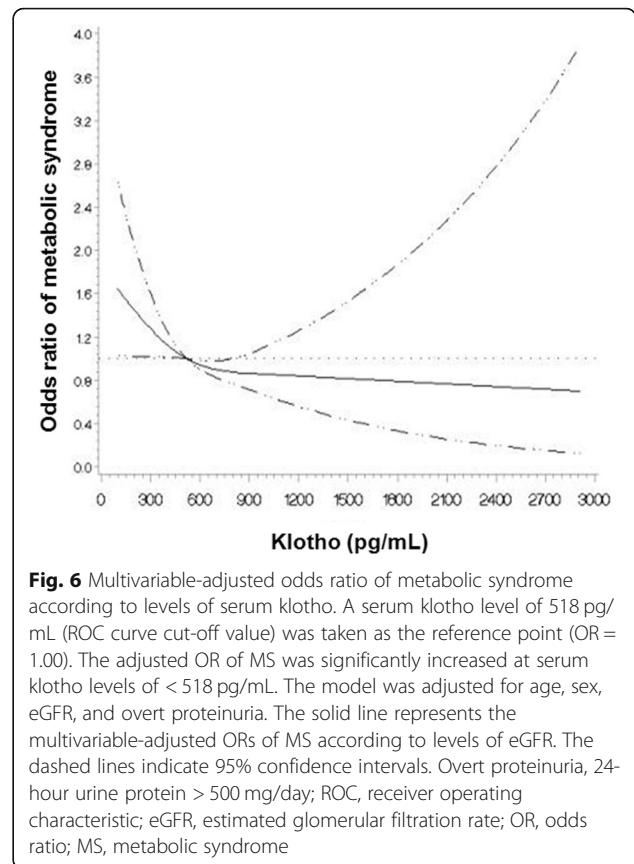 4.0
3.6
3.2
2.8
2.4
2.0
1.6
1.2
0.8
0.4
0.0
Odds ratio of metabolic syndrome
0 300 600 900 1200 1500 1800 2100 2400 2700 3000
Klotho (pg/mL)
Fig. 6 Multivariable-adjusted odds ratio of metabolic syndrome
according to levels of serum klotho. A serum klotho level of 518 pg/
mL (ROC curve cut-off value) was taken as the reference point (OR =
1.00). The adjusted OR of MS was significantly increased at serum
klotho levels of < 518 pg/mL. The model was adjusted for age, sex,
eGFR, and overt proteinuria. The solid line represents the
multivariable-adjusted ORs of MS according to levels of eGFR. The
dashed lines indicate 95% confidence intervals. Overt proteinuria, 24-
hour urine protein > 500 mg/day; ROC, receiver operating
characteristic; eGFR, estimated glomerular filtration rate; OR, odds
ratio; MS, metabolic syndrome